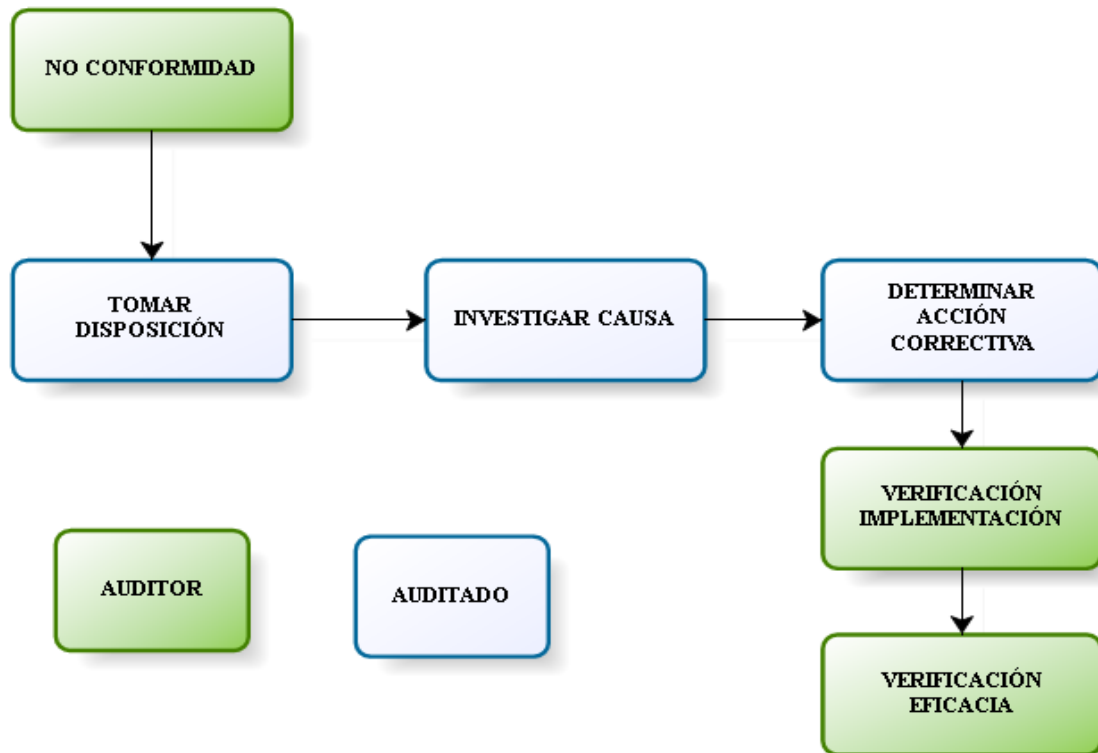 NO CONFORMIDAD
TOMAR
DISPOSICIÓN
INVESTIGAR CAUSA
DETERMINAR
ACCIÓN
CORRECTIVA
VERIFICACIÓN
IMPLEMENTACIÓN
AUDITOR
AUDITADO
VERIFICACIÓN
EFICACIA